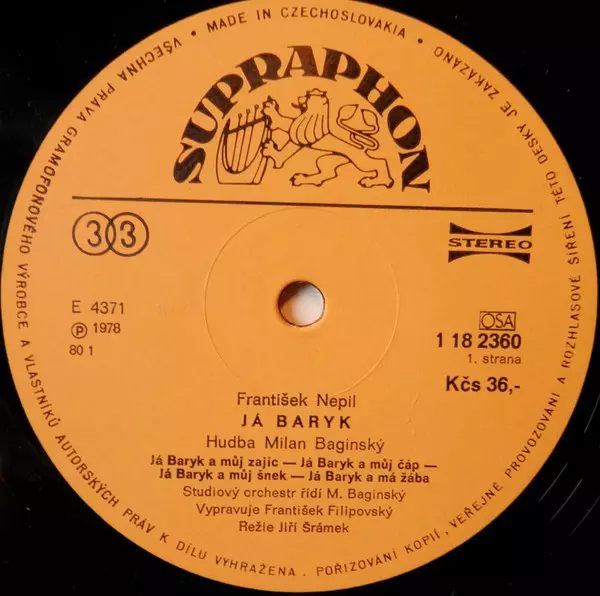 MADE IN CZECHOSLOVAKIA •
VŠECHNA PRÁVA GRAMOFONOVÉHO VÝROBCE A VLASTNÍKŮ AUTORSKÝCH PRÁV K DÍLU VYHRAŽENA. POŘIZOVÁNÍ KOPIÍ, VEŘEJNÉ PROVOZOVÁNÍ A ROZHLASOVÉ ŠÍŘENÍ TÉTO DESKY JE ZAKÁZÁNO •
SUPRAPHON
33
STEREO
E 4371
Ⓟ 1978
80 1
OSA
1 18 2360
1. strana
Kčs 36,-
František Nepil
JÁ BARYK
Hudba Milan Baginský
Já Baryk a můj zajíc — Já Baryk a můj čáp —
Já Baryk a můj šnek — Já Baryk a má žába
Studiový orchestr řídí M. Baginský
Vypravuje František Filipovský
Režie Jiří Šrámek